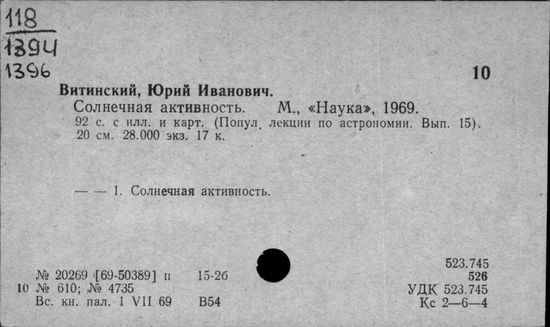 118
1394
1396
10
Витинский, Юрий Иванович.
Солнечная активность. М., «Наука», 1969.
92 с. с илл. и карт. (Попул. лекции по астрономии. Вып. 15).
20 см. 28.000 экз. 17 к.
— — 1. Солнечная активность.
523.745
№ 20269 [69-50389] п 15-2б 526
10 № 610; № 4735 УДК 523.745
Вс. кн. пал. 1 VII 69 В54 Кс 2—6—4